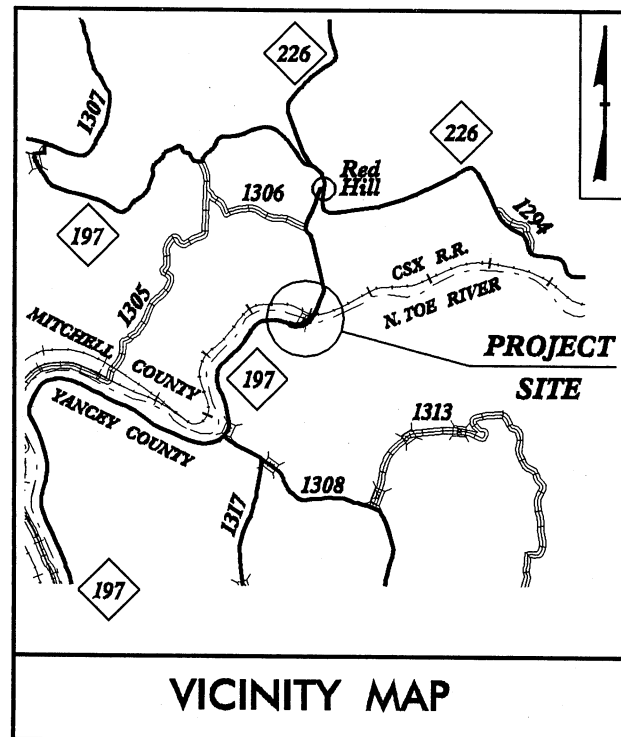 226
1307
226
Red
Hill
1306
1294
197
CSX R.R.
N. TOE RIVER
1305
MITCHELL COUNTY
PROJECT
SITE
197
YANCEY COUNTY
1313
1308
1317
197
VICINITY MAP